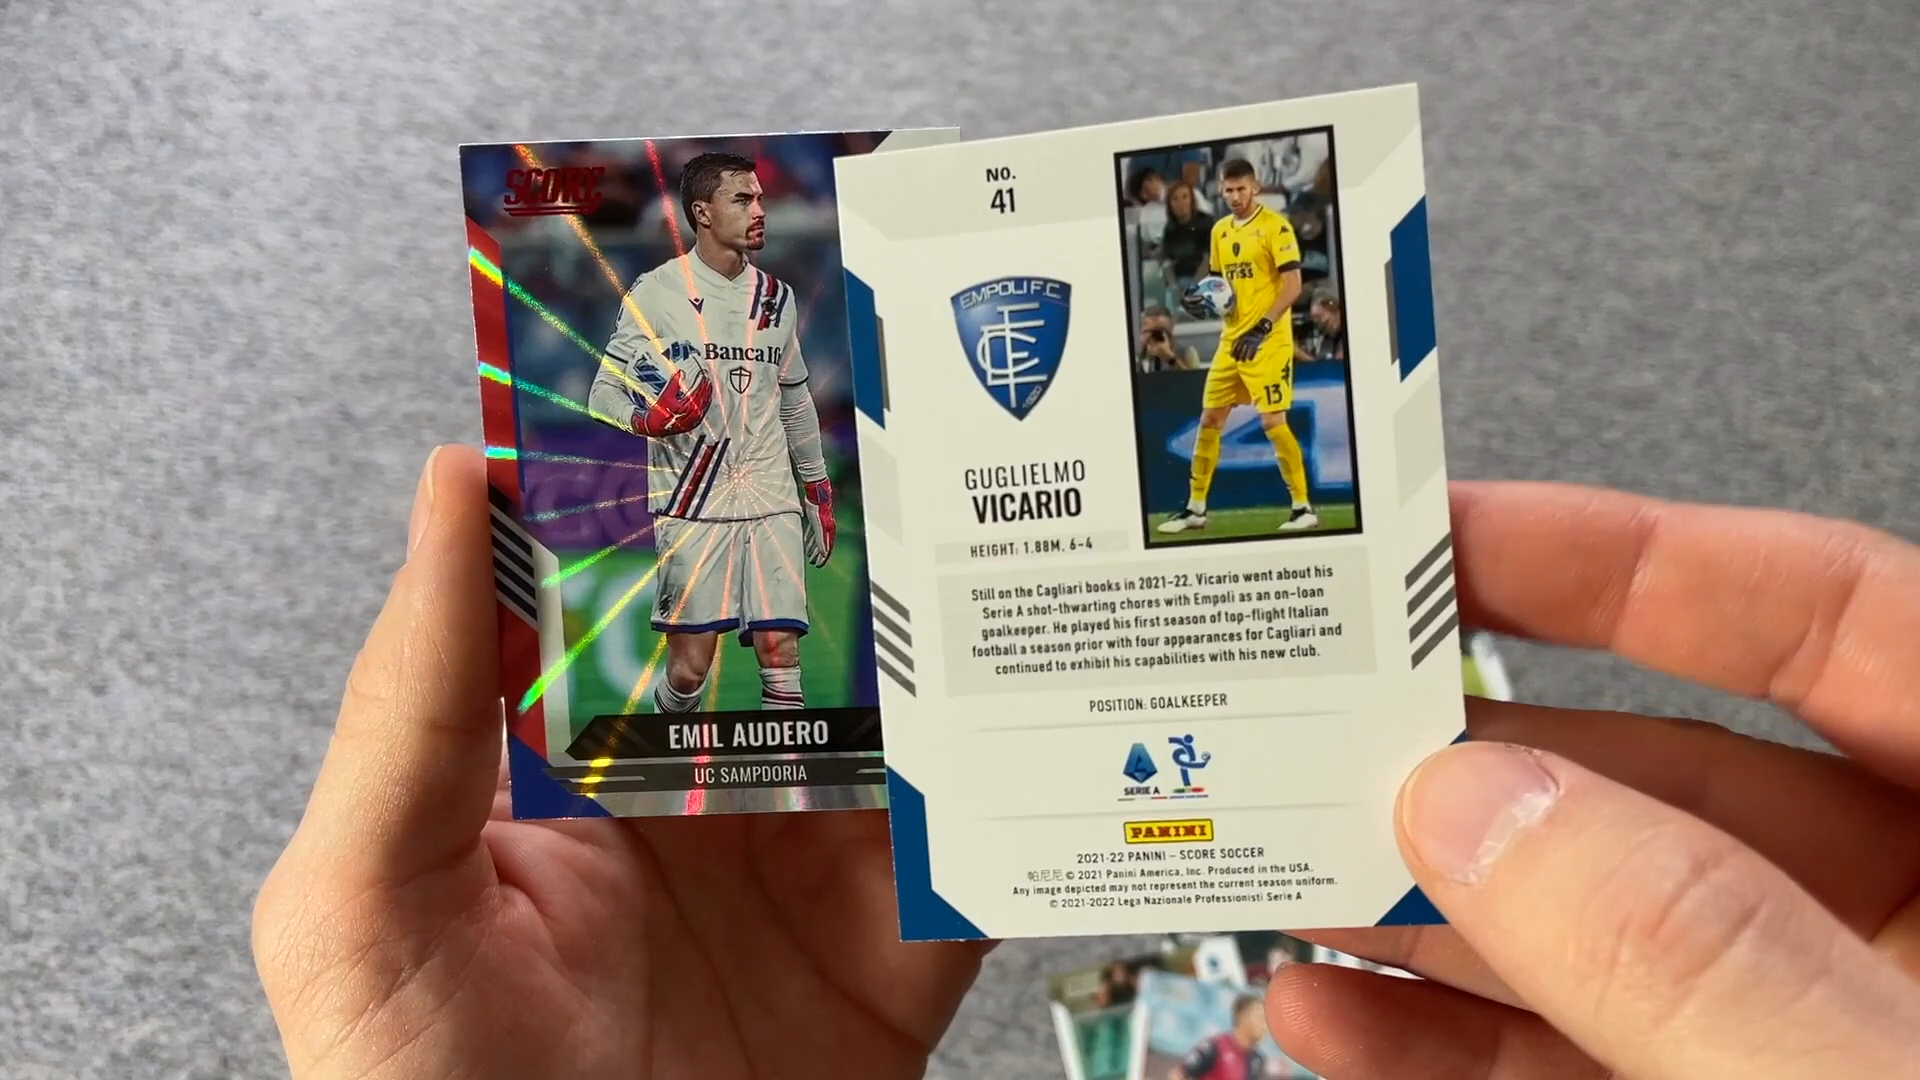 SCORE
Banca If
EMIL AUDERO
UC SAMPDORIA
NO.
41
EMPOLI F.C.
1920
GUGLIELMO
VICARIO
HEIGHT: 1.88M, 6-4
13
Still on the Cagliari books in 2021-22, Vicario went about his
Serie A shot-thwarting chores with Empoli as an on-loan
goalkeeper. He played his first season of top-flight Italian
football a season prior with four appearances for Cagliari and
continued to exhibit his capabilities with his new club.
POSITION: GOALKEEPER
SERIE A
PANINI
2021-22 PANINI – SCORE SOCCER
帕尼尼 © 2021 Panini America, Inc. Produced in the USA.
Any image depicted may not represent the current season uniform.
© 2021-2022 Lega Nazionale Professionisti Serie A